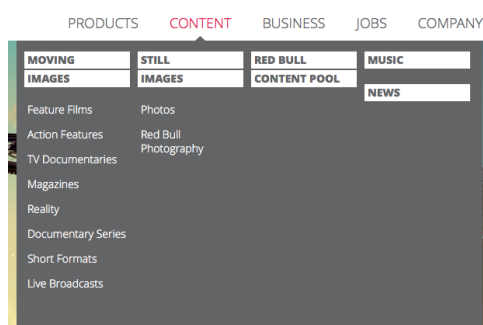 PRODUCTS CONTENT BUSINESS JOBS COMPANY
MOVING
IMAGES
Feature Films
Action Features
TV Documentaries
Magazines
Reality
Documentary Series
Short Formats
Live Broadcasts
STILL
IMAGES
Photos
Red Bull
Photography
RED BULL
CONTENT POOL
MUSIC
NEWS